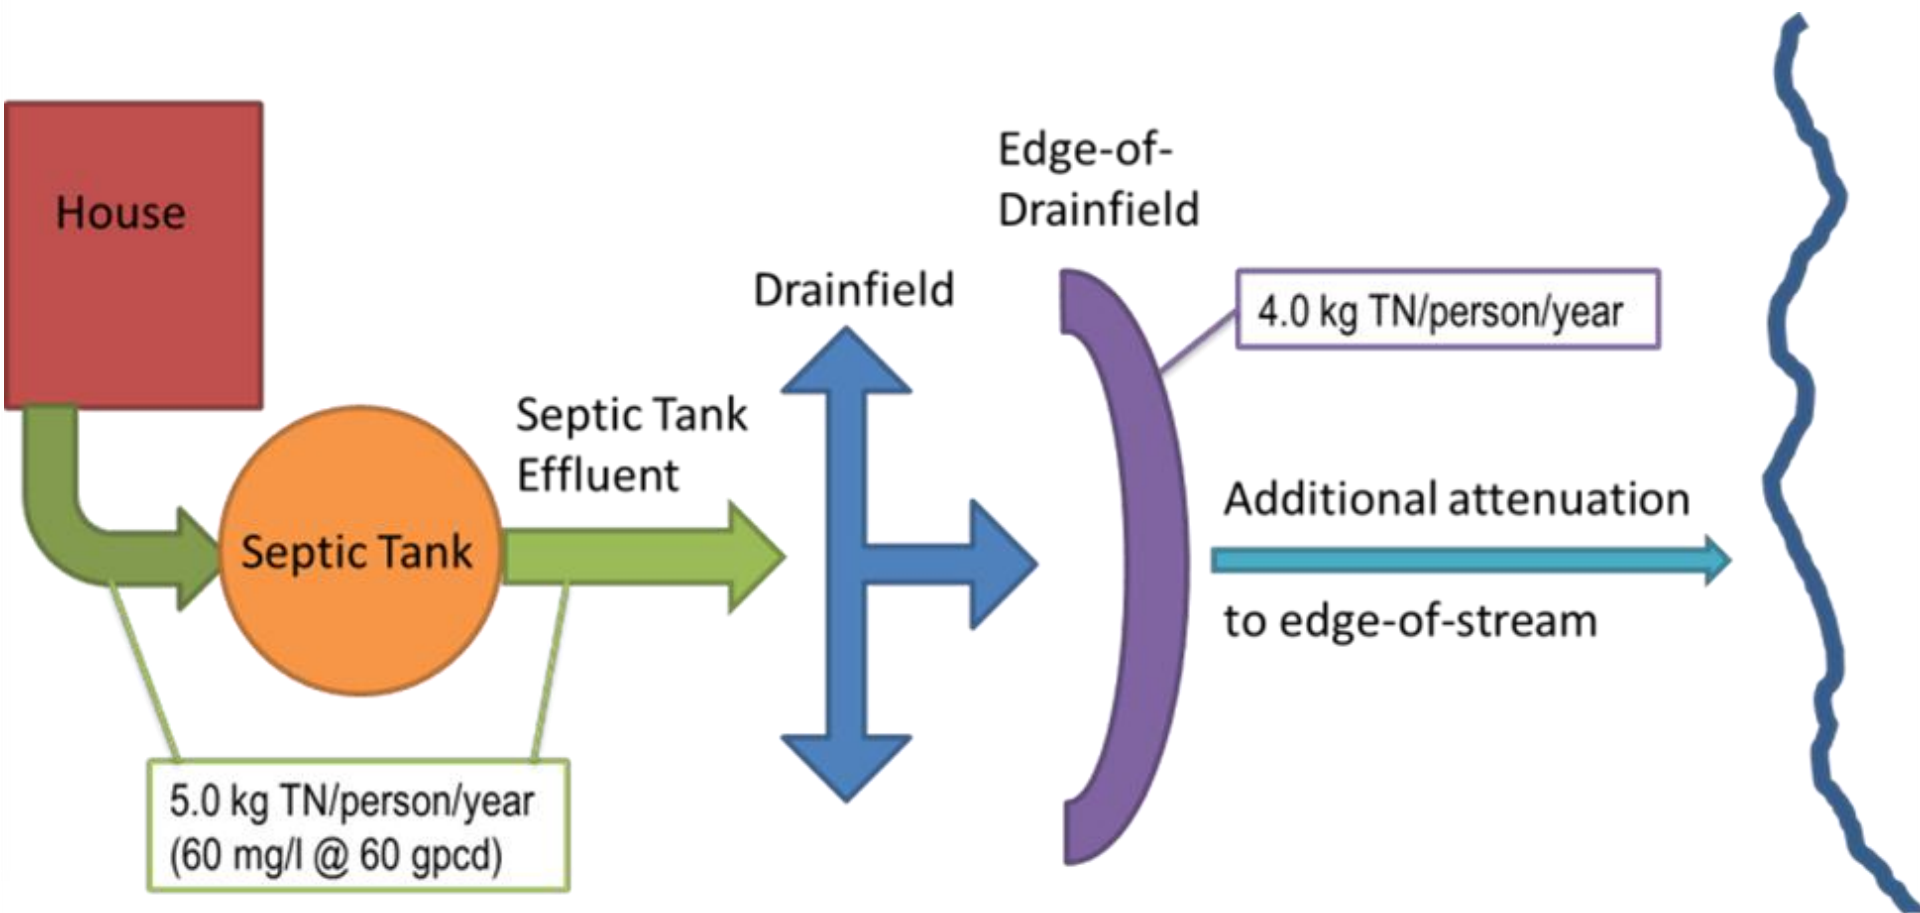 House
Septic Tank
Septic Tank
Effluent
Drainfield
Edge-of-
Drainfield
4.0 kg TN/person/year
Additional attenuation
to edge-of-stream
5.0 kg TN/person/year
(60 mg/l @ 60 gpcd)